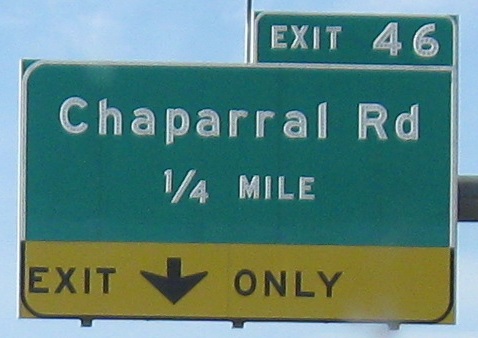 EXIT 46
Chaparral Rd
1/4 MILE
EXIT ONLY